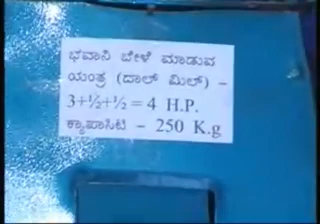 ಭವಾನಿ ಬೇಳೆ ಮಾಡುವ
ಯಂತ್ರ (ದಾಲ್ ಮಿಲ್) –
3+½+½ = 4 H.P.
ಕ್ಯಾಪಾಸಿಟಿ – 250 K.g